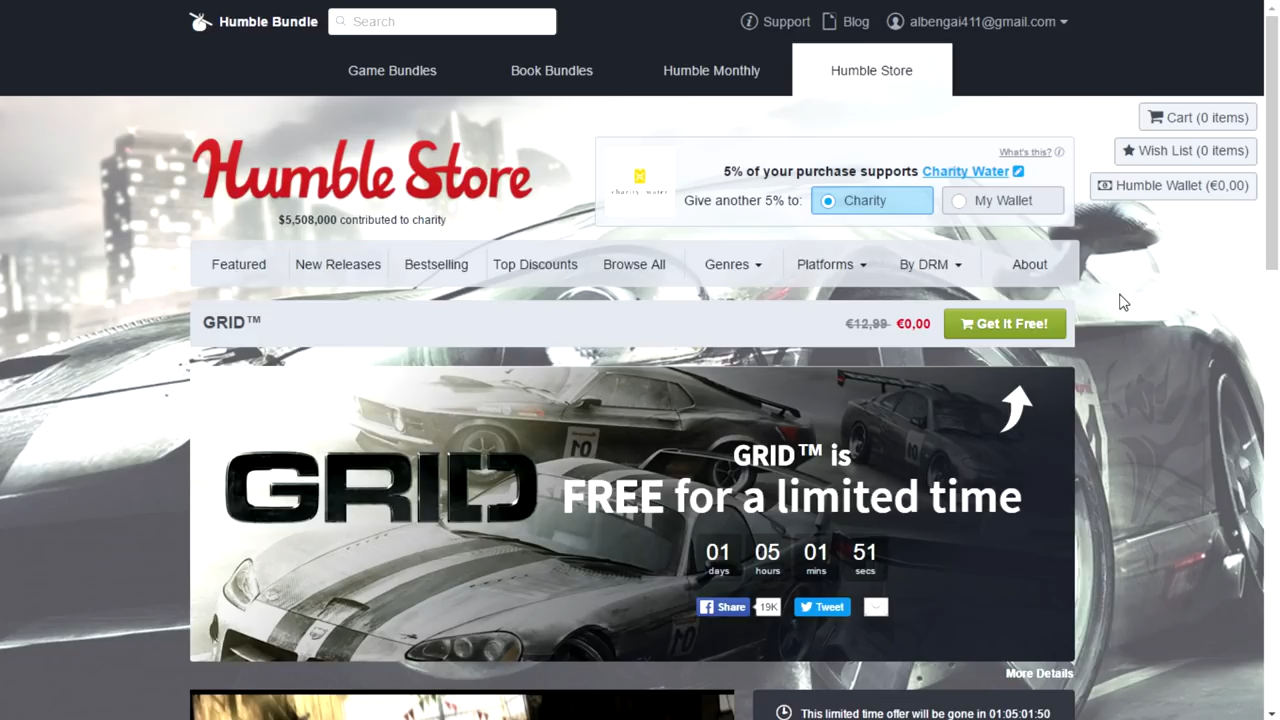 Humble Bundle
Search
Support
Blog
albengai411@gmail.com
Game Bundles
Book Bundles
Humble Monthly
Humble Store
Cart (0 items)
Wish List (0 items)
Humble Wallet (€0,00)
Humble Store
$5,508,000 contributed to charity
What's this?
5% of your purchase supports Charity Water
charity: water
Give another 5% to:
Charity
My Wallet
Featured
New Releases
Bestselling
Top Discounts
Browse All
Genres
Platforms
By DRM
About
GRID™
€12,99 €0,00
Get It Free!
GRID
GRID™ is
FREE for a limited time
01 05 01 51
days hours mins secs
Share
19K
Tweet
More Details
This limited time offer will be gone in 01:05:01:50